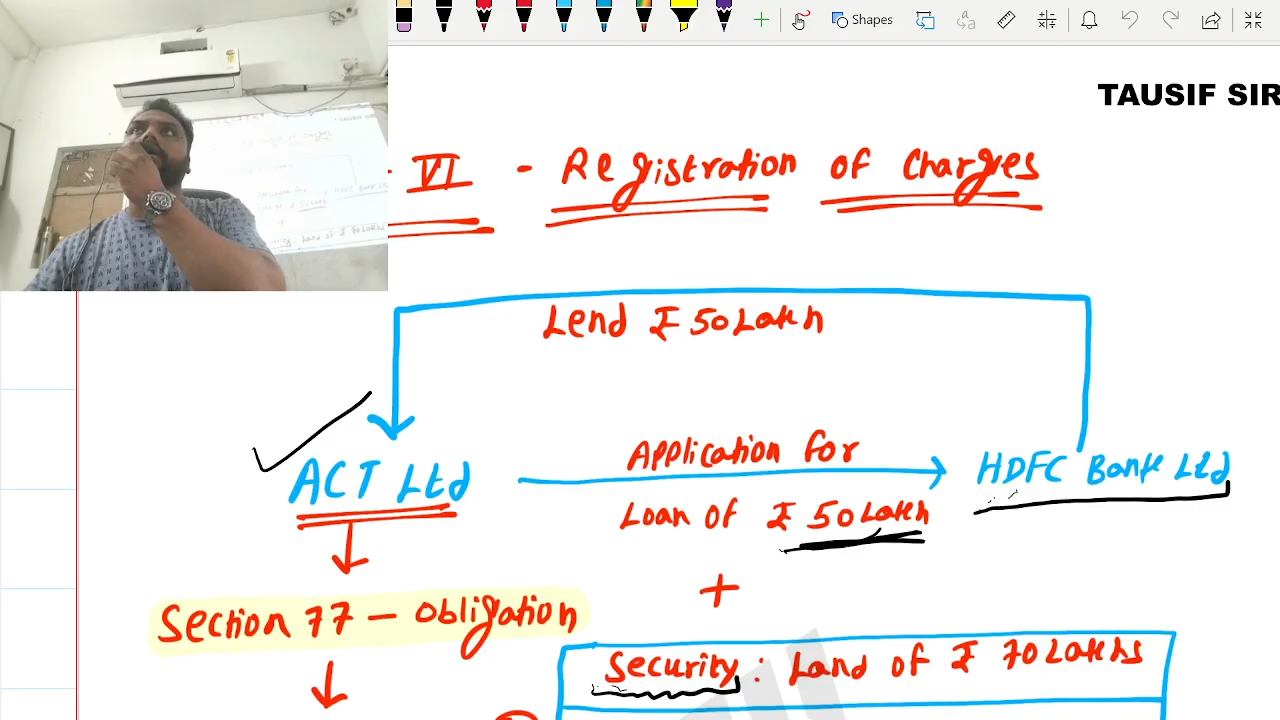 Shapes
TAUSIF SIR
- VI - Registration of Charges
Lend ₹ 50 Lakh
Application for
ACT Ltd
HDFC Bank Ltd
Loan of ₹ 50 Lakh
+
Section 77 - Obligation
Security : Land of ₹ 70 Lakhs